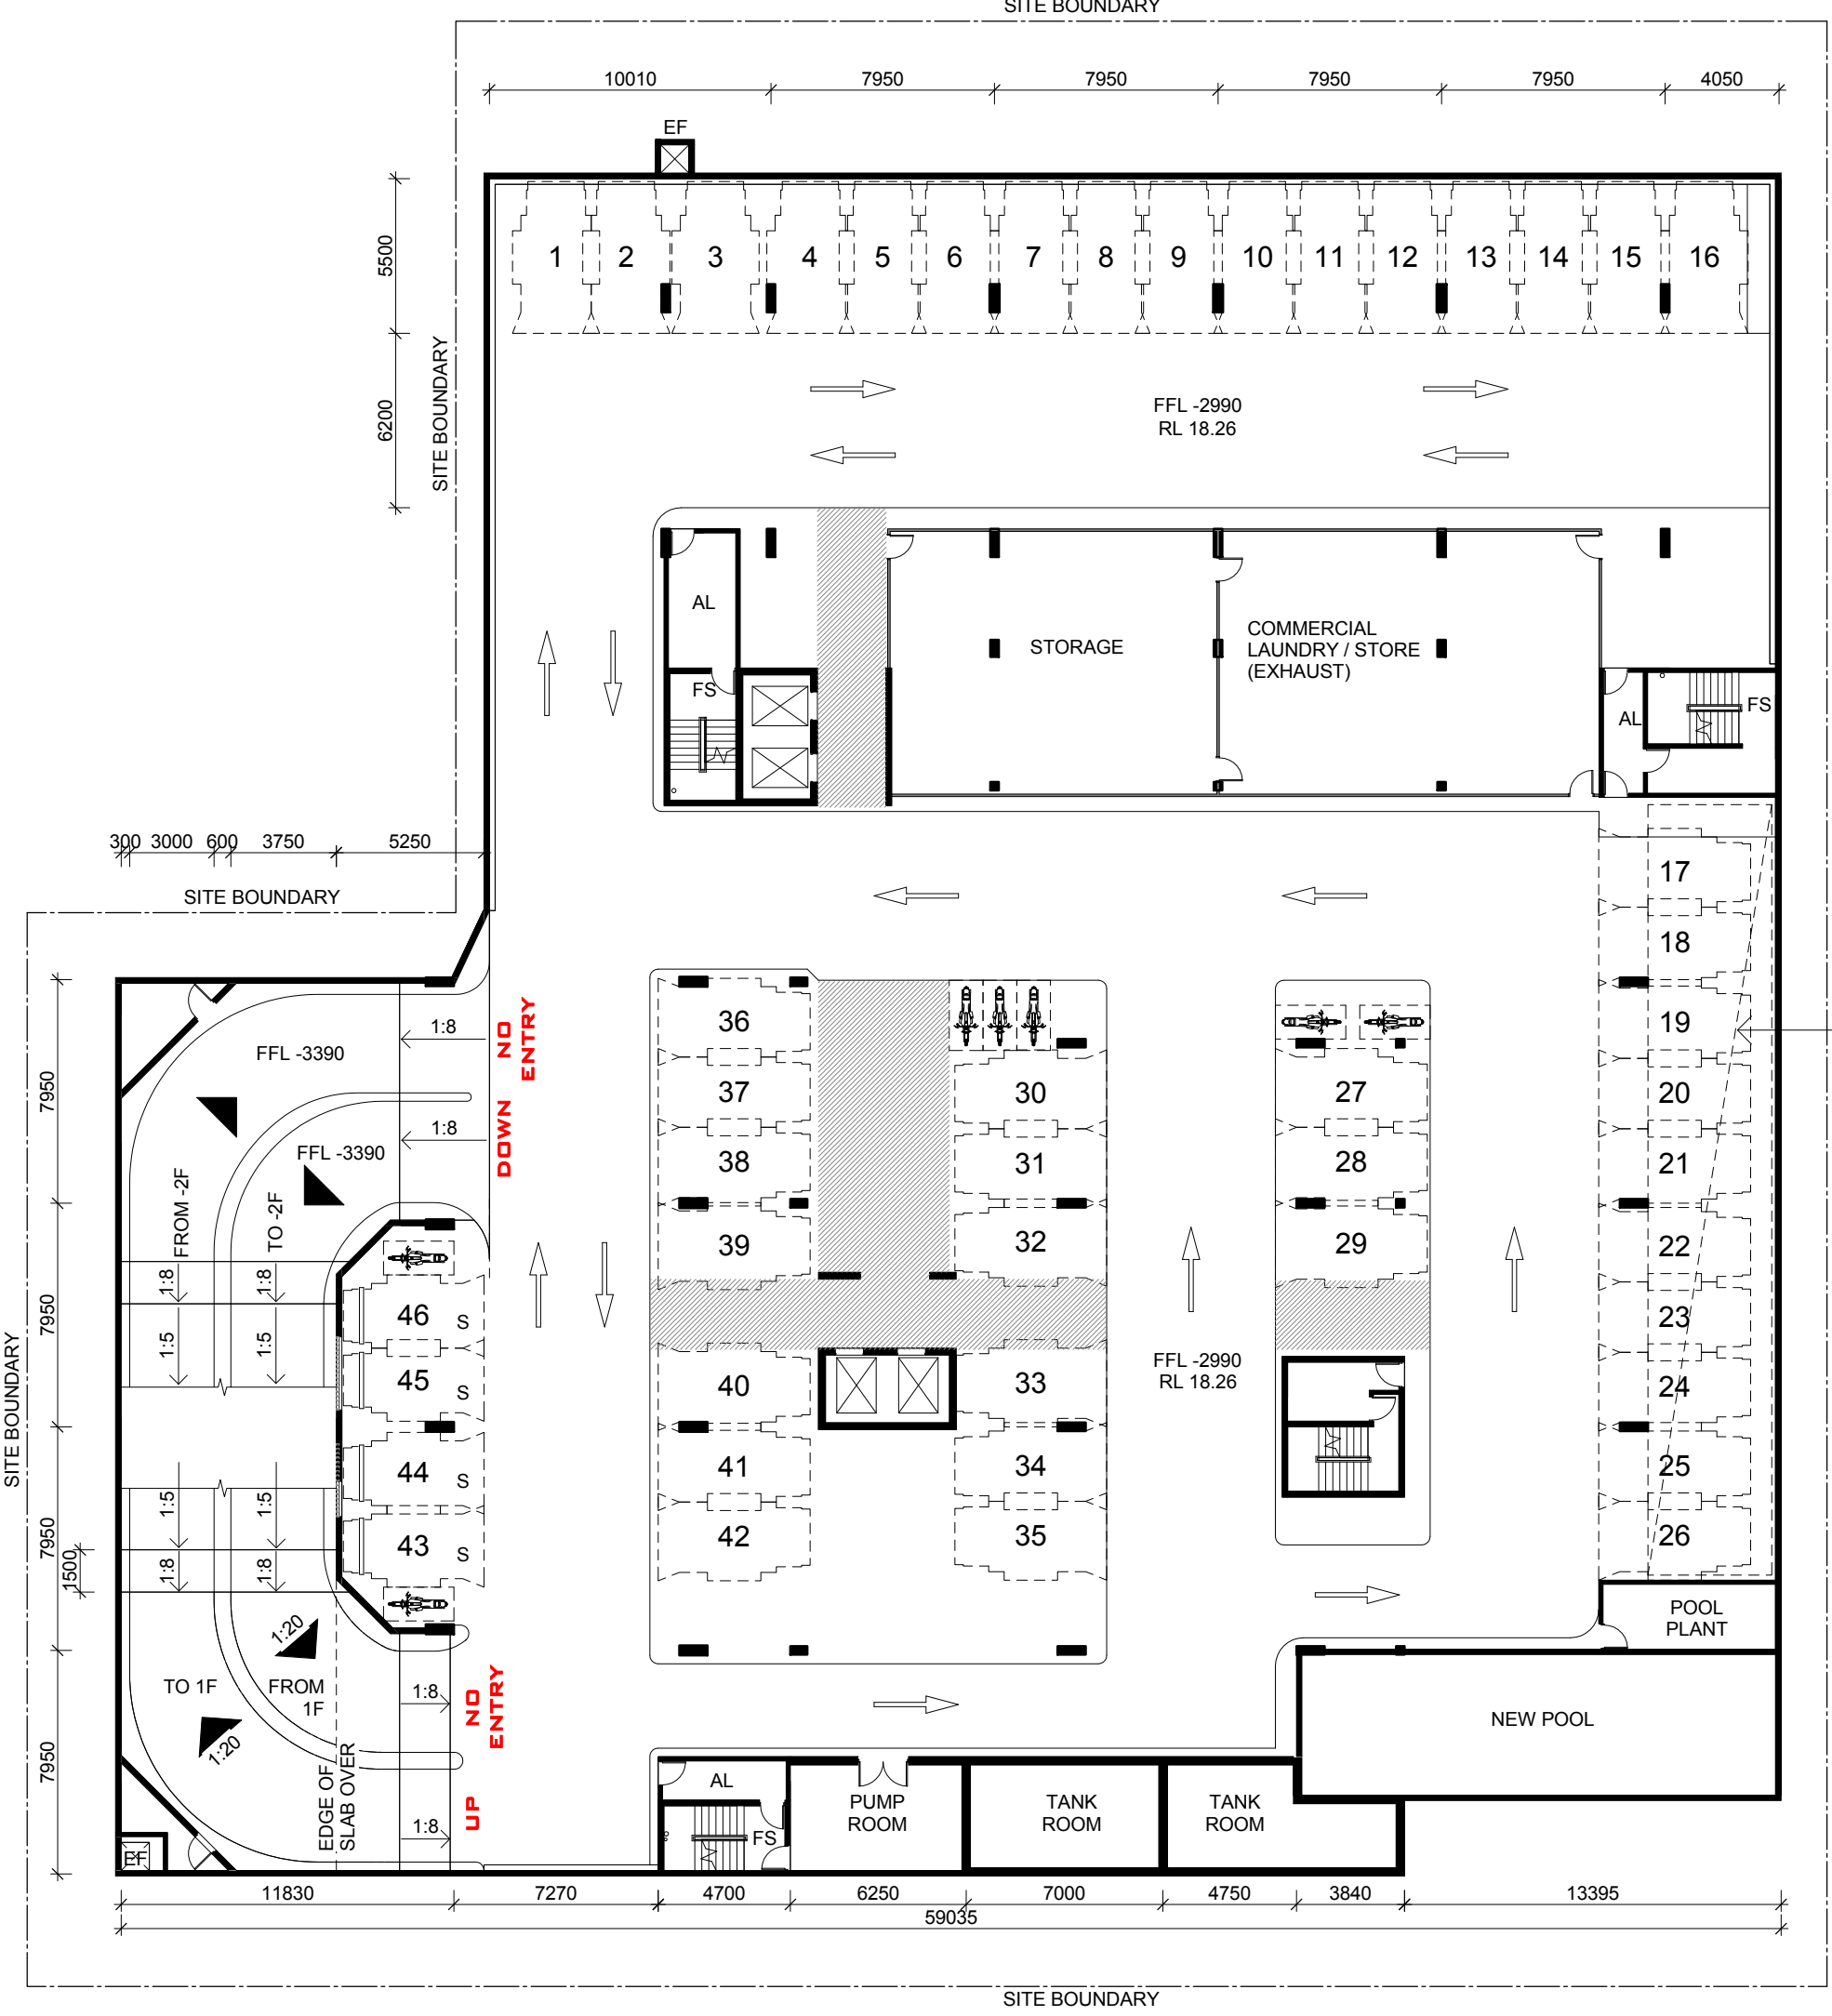 SITE BOUNDARY
10010
7950
7950
7950
7950
4050
EF
5500
6200
SITE BOUNDARY
1
2
3
4
5
6
7
8
9
10
11
12
13
14
15
16
FFL -2990
RL 18.26
AL
FS
STORAGE
COMMERCIAL
LAUNDRY / STORE
(EXHAUST)
AL
FS
300
3000
600
3750
5250
SITE BOUNDARY
17
18
19
20
21
22
23
24
25
26
7950
7950
7950
1500
7950
7950
SITE BOUNDARY
FFL -3390
1:8
NO
ENTRY
FFL -3390
1:8
DOWN
FROM -2F
TO -2F
1:8
1:8
1:5
1:5
1:5
1:5
1:8
1:8
46
S
45
S
44
S
43
S
36
37
38
39
40
41
42
30
31
32
33
34
35
27
28
29
FFL -2990
RL 18.26
1:20
TO 1F
FROM
1F
1:20
1:8
NO
ENTRY
EDGE OF
SLAB OVER
1:8
UP
EF
AL
FS
PUMP
ROOM
TANK
ROOM
TANK
ROOM
POOL
PLANT
NEW POOL
11830
7270
4700
6250
7000
4750
3840
13395
59035
SITE BOUNDARY